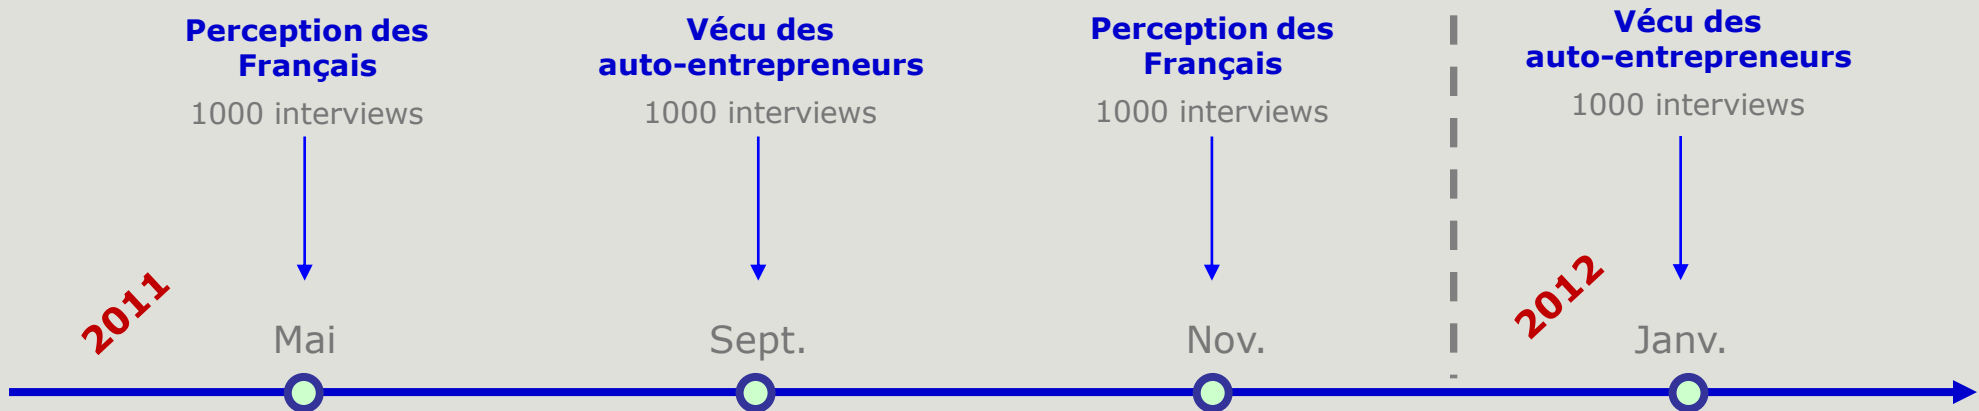 Perception des
Français
1000 interviews
Vécu des
auto-entrepreneurs
1000 interviews
Perception des
Français
1000 interviews
Vécu des
auto-entrepreneurs
1000 interviews
2011
Mai
Sept.
Nov.
2012
Janv.